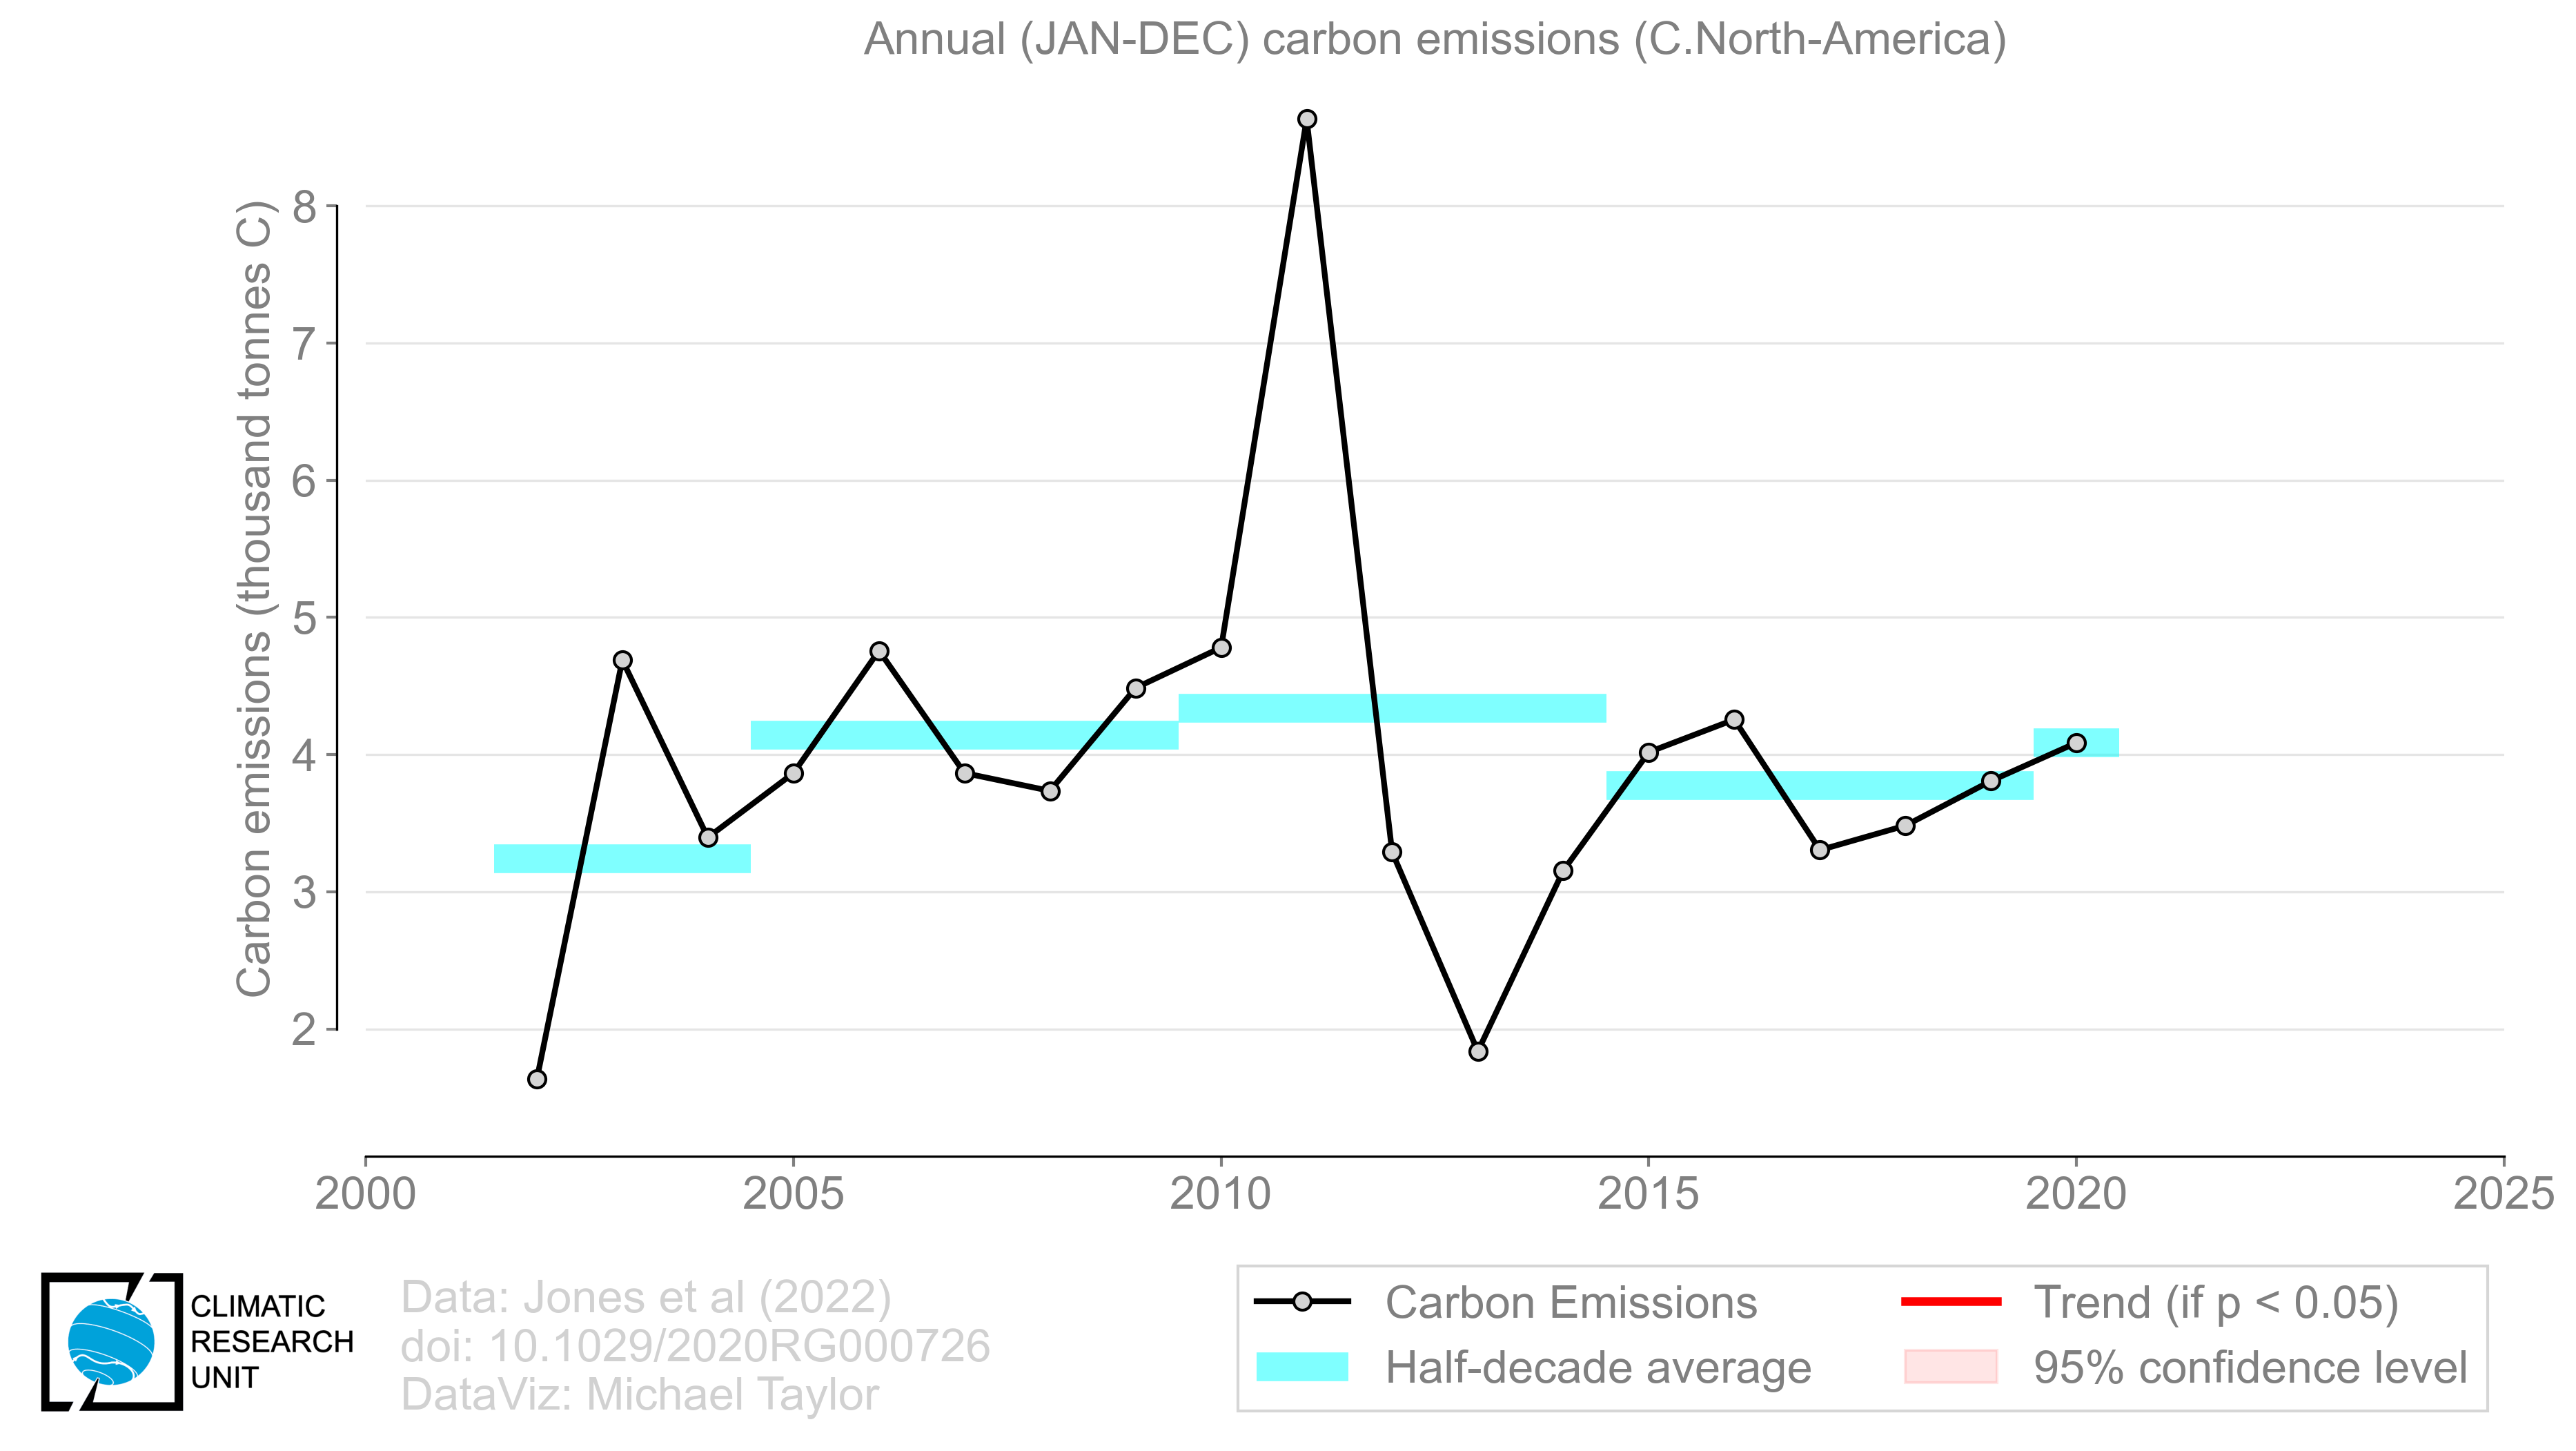 Annual (JAN-DEC) carbon emissions (C.North-America)
Carbon emissions (thousand tonnes C)
8
7
6
5
4
3
2
2000 2005 2010 2015 2020 2025
CLIMATIC
RESEARCH
UNIT
Data: Jones et al (2022)
doi: 10.1029/2020RG000726
DataViz: Michael Taylor
Carbon Emissions
Half-decade average
Trend (if p < 0.05)
95% confidence level